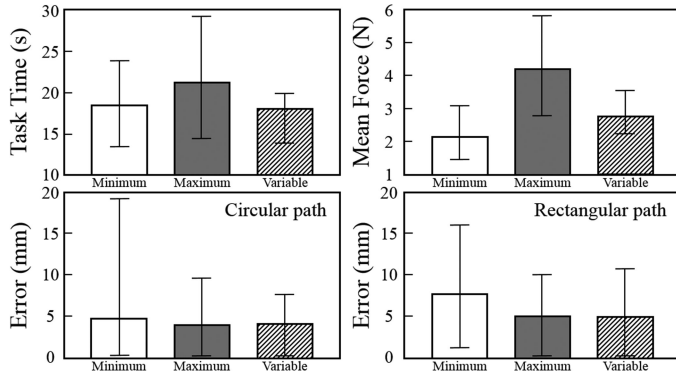 Task Time (s)
30
25
20
15
10
Minimum
Maximum
Variable
Mean Force (N)
6
5
4
3
2
1
Minimum
Maximum
Variable
Error (mm)
20
15
10
5
0
Circular path
Minimum
Maximum
Variable
Error (mm)
20
15
10
5
0
Rectangular path
Minimum
Maximum
Variable